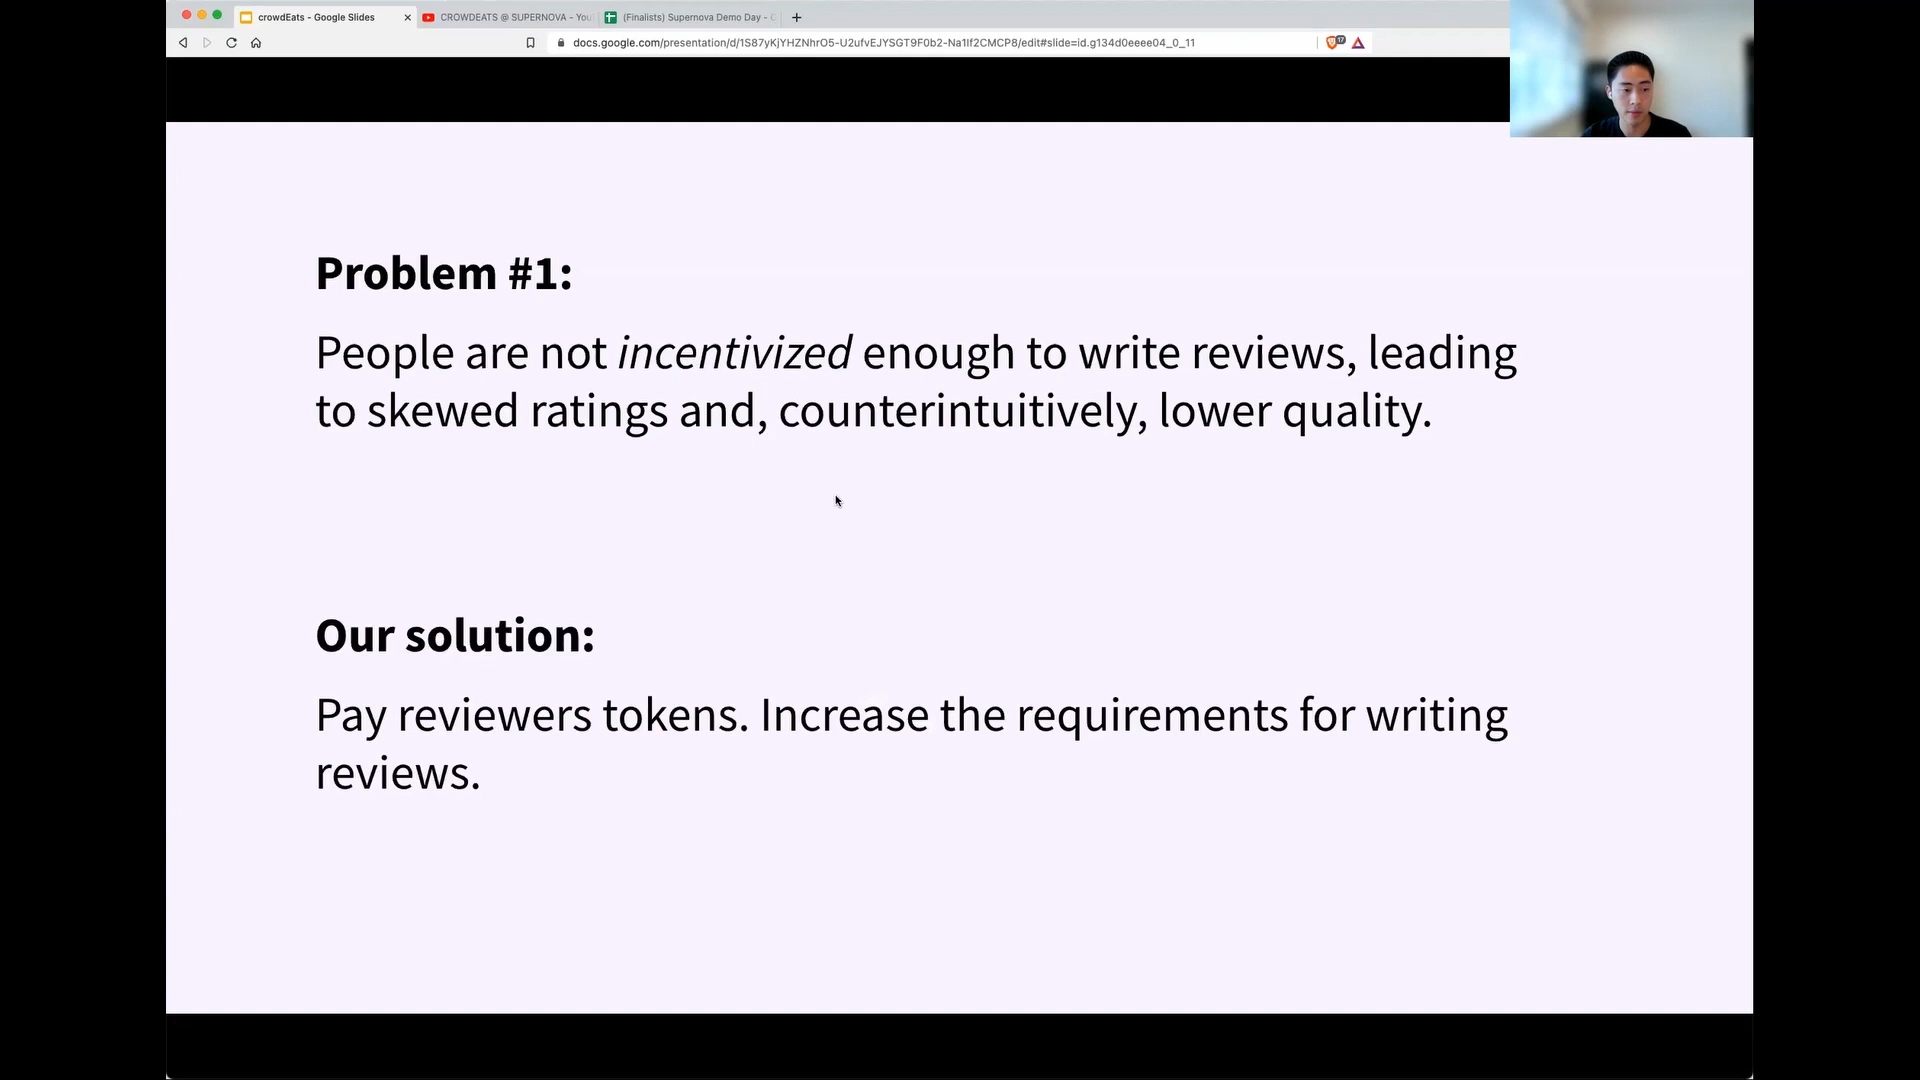 crowdEats - Google Slides
CROWDEATS @ SUPERNOVA - You
(Finalists) Supernova Demo Day - C
docs.google.com/presentation/d/1S87yKjYHZNhrO5-U2ufvEJYSGT9F0b2-Na1lf2CMCP8/edit#slide=id.g134d0eeee04_0_11
17
Problem #1:
People are not incentivized enough to write reviews, leading
to skewed ratings and, counterintuitively, lower quality.
Our solution:
Pay reviewers tokens. Increase the requirements for writing
reviews.